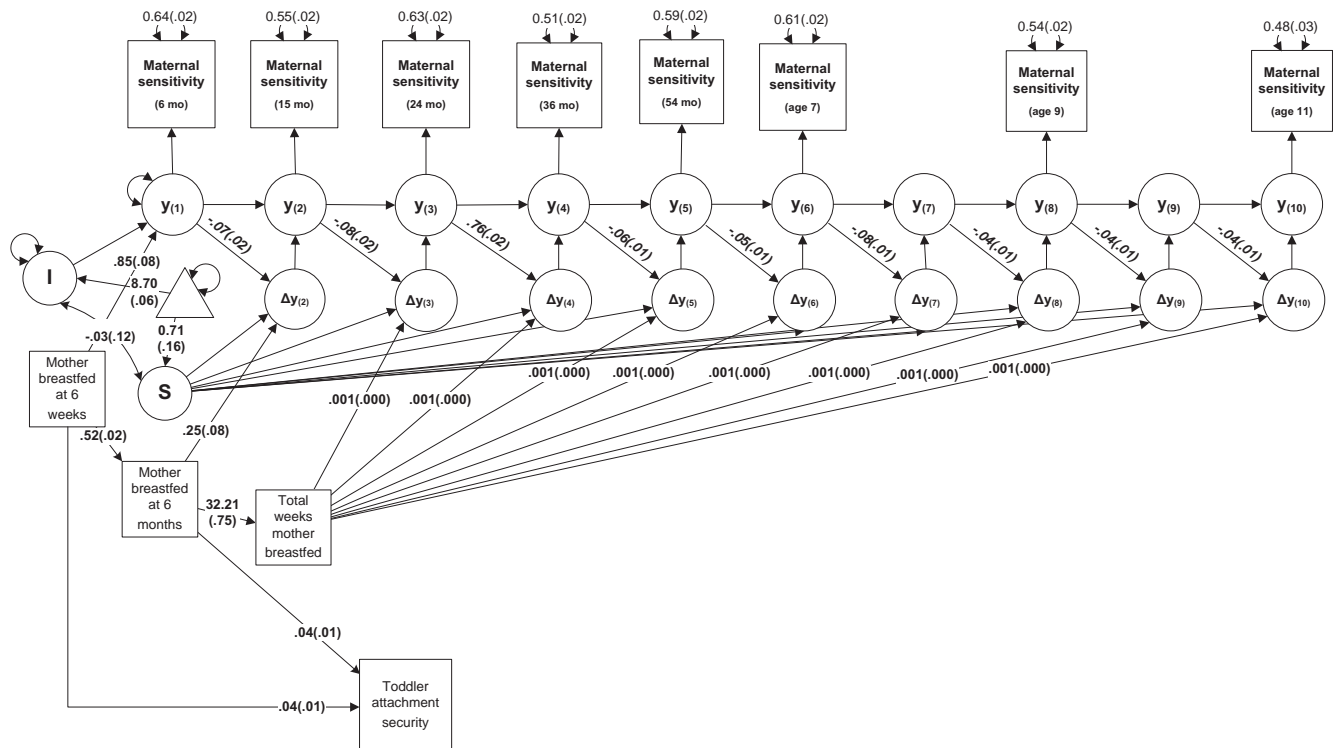 0.64(.02)
0.55(.02)
0.63(.02)
0.51(.02)
0.59(.02)
0.61(.02)
0.54(.02)
0.48(.03)
Maternal
sensitivity
(6 mo)
Maternal
sensitivity
(15 mo)
Maternal
sensitivity
(24 mo)
Maternal
sensitivity
(36 mo)
Maternal
sensitivity
(54 mo)
Maternal
sensitivity
(age 7)
Maternal
sensitivity
(age 9)
Maternal
sensitivity
(age 11)
y(1)
y(2)
y(3)
y(4)
y(5)
y(6)
y(7)
y(8)
y(9)
y(10)
-.07(.02)
-.08(.02)
.76(.02)
-.06(.01)
-.05(.01)
-.08(.01)
-.04(.01)
-.04(.01)
-.04(.01)
I
.85(.08)
8.70
(.06)
Δy(2)
Δy(3)
Δy(4)
Δy(5)
Δy(6)
Δy(7)
Δy(8)
Δy(9)
Δy(10)
0.71
(.16)
-.03(.12)
S
Mother
breastfed
at 6
weeks
.001(.000)
.001(.000)
.001(.000)
.001(.000)
.001(.000)
.001(.000)
.001(.000)
.001(.000)
.52(.02)
.25(.08)
Mother
breastfed
at 6
months
32.21
(.75)
Total
weeks
mother
breastfed
.04(.01)
.04(.01)
Toddler
attachment
security